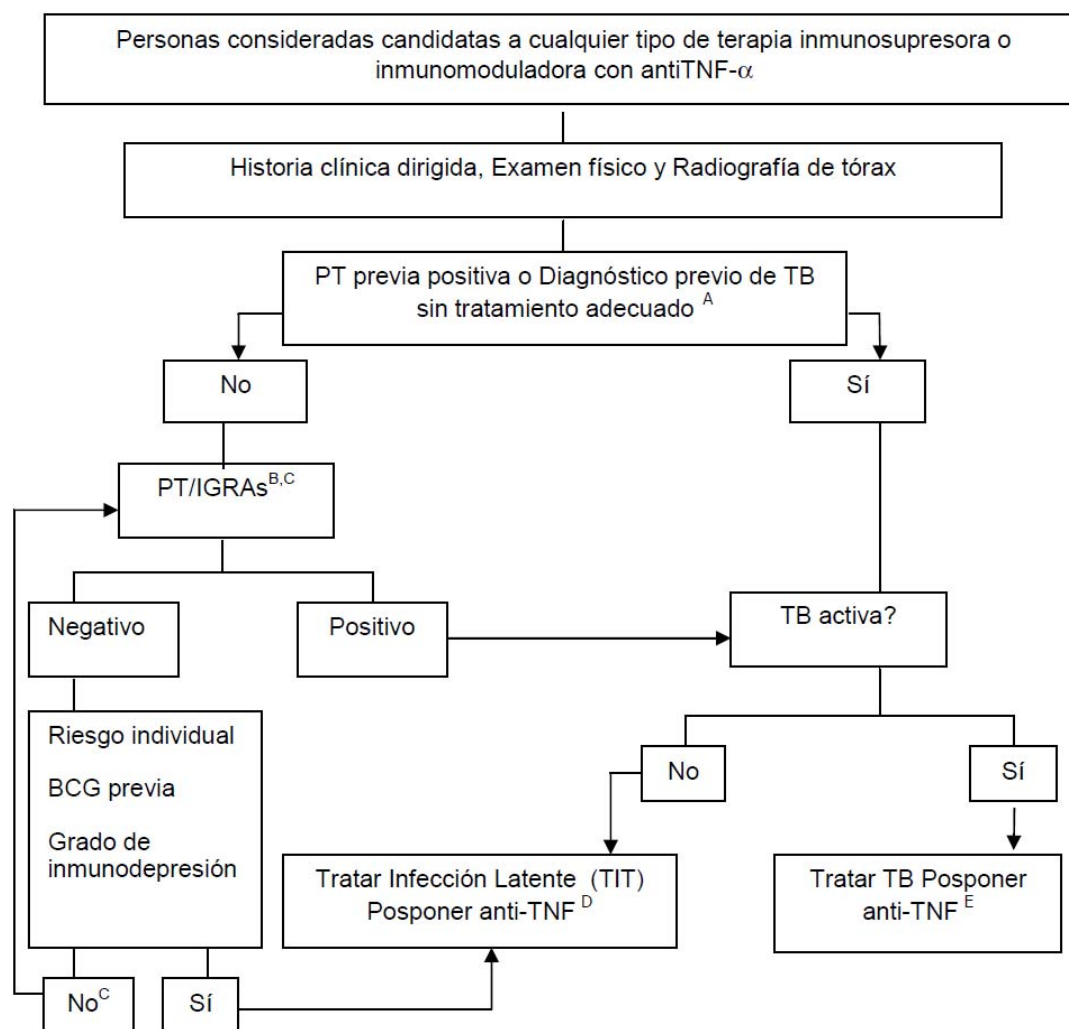 Personas consideradas candidatas a cualquier tipo de terapia inmunosupresora o
inmunomoduladora con antiTNF-α
Historia clínica dirigida, Examen físico y Radiografía de tórax
PT previa positiva o Diagnóstico previo de TB
sin tratamiento adecuado A
No
Sí
PT/IGRAsB,C
Negativo
Positivo
TB activa?
Riesgo individual
BCG previa
Grado de
inmunodepresión
No
Sí
Tratar Infección Latente (TIT)
Posponer anti-TNF D
Tratar TB Posponer
anti-TNF E
NoC
Sí